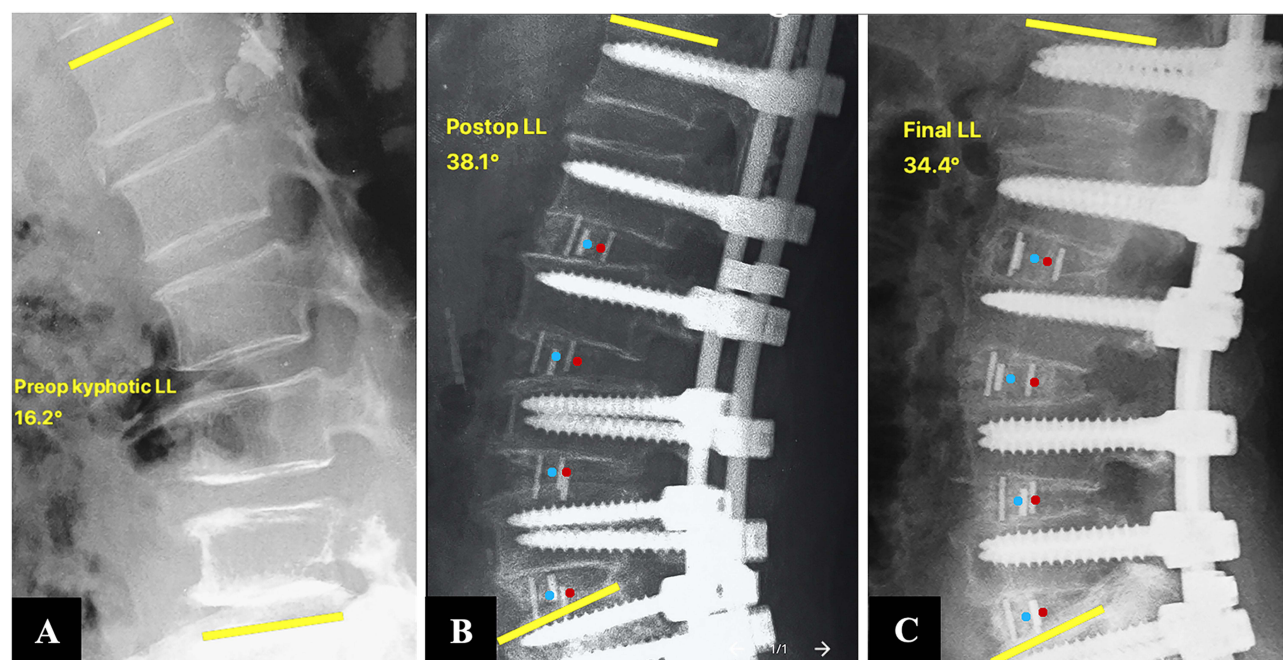 Preop kyphotic LL
16.2°
A
Postop LL
38.1°
B
1/1
Final LL
34.4°
C